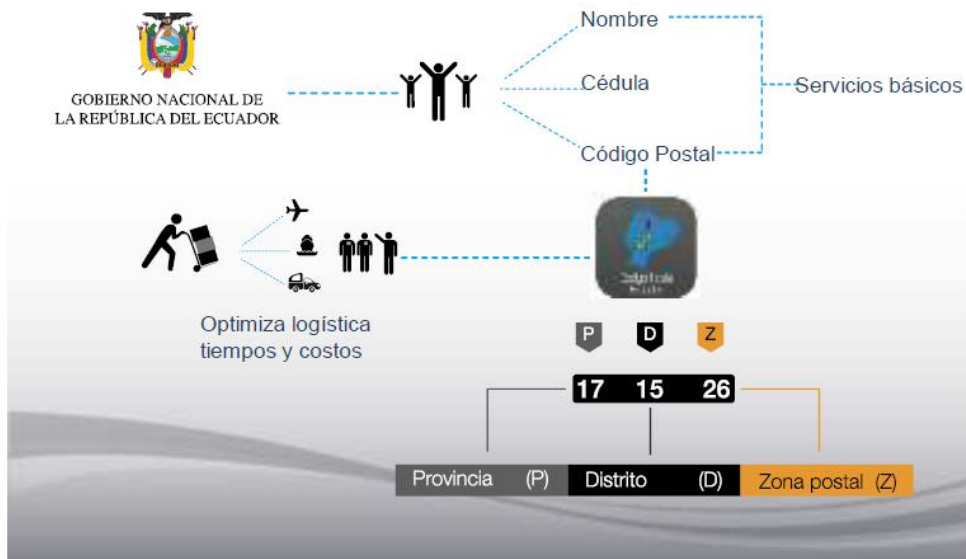 Nombre
Cédula
Servicios básicos
GOBIERNO NACIONAL DE
LA REPÚBLICA DEL ECUADOR
Código Postal
Optimiza logística
tiempos y costos
P D Z
17 15 26
Provincia (P) Distrito (D) Zona postal (Z)